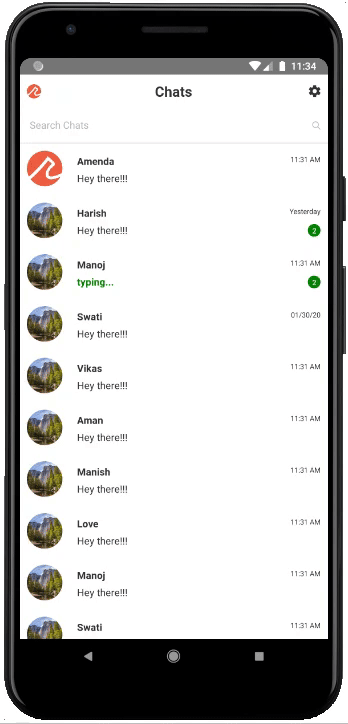 11:34
Chats
Search Chats
Amenda 11:31 AM
Hey there!!!
Harish Yesterday
Hey there!!! 2
Manoj 11:31 AM
typing... 2
Swati 01/30/20
Hey there!!!
Vikas 11:31 AM
Hey there!!!
Aman 11:31 AM
Hey there!!!
Manish 11:31 AM
Hey there!!!
Love 11:31 AM
Hey there!!!
Manoj 11:31 AM
Hey there!!!
Swati 11:31 AM